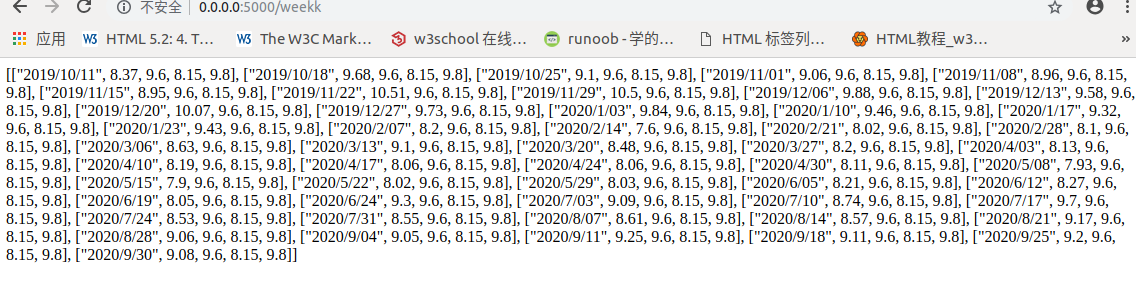 不安全 0.0.0.0:5000/weekk
应用 HTML 5.2: 4. T… The W3C Mark… w3school 在线… runoob - 学的… HTML 标签列… HTML教程_w3… »
[["2019/10/11", 8.37, 9.6, 8.15, 9.8], ["2019/10/18", 9.68, 9.6, 8.15, 9.8], ["2019/10/25", 9.1, 9.6, 8.15, 9.8], ["2019/11/01", 9.06, 9.6, 8.15, 9.8], ["2019/11/08", 8.96, 9.6, 8.15,
9.8], ["2019/11/15", 8.95, 9.6, 8.15, 9.8], ["2019/11/22", 10.51, 9.6, 8.15, 9.8], ["2019/11/29", 10.5, 9.6, 8.15, 9.8], ["2019/12/06", 9.88, 9.6, 8.15, 9.8], ["2019/12/13", 9.58, 9.6,
8.15, 9.8], ["2019/12/20", 10.07, 9.6, 8.15, 9.8], ["2019/12/27", 9.73, 9.6, 8.15, 9.8], ["2020/1/03", 9.84, 9.6, 8.15, 9.8], ["2020/1/10", 9.46, 9.6, 8.15, 9.8], ["2020/1/17", 9.32,
9.6, 8.15, 9.8], ["2020/1/23", 9.43, 9.6, 8.15, 9.8], ["2020/2/07", 8.2, 9.6, 8.15, 9.8], ["2020/2/14", 7.6, 9.6, 8.15, 9.8], ["2020/2/21", 8.02, 9.6, 8.15, 9.8], ["2020/2/28", 8.1, 9.6,
8.15, 9.8], ["2020/3/06", 8.63, 9.6, 8.15, 9.8], ["2020/3/13", 9.1, 9.6, 8.15, 9.8], ["2020/3/20", 8.48, 9.6, 8.15, 9.8], ["2020/3/27", 8.2, 9.6, 8.15, 9.8], ["2020/4/03", 8.13, 9.6,
8.15, 9.8], ["2020/4/10", 8.19, 9.6, 8.15, 9.8], ["2020/4/17", 8.06, 9.6, 8.15, 9.8], ["2020/4/24", 8.06, 9.6, 8.15, 9.8], ["2020/4/30", 8.11, 9.6, 8.15, 9.8], ["2020/5/08", 7.93, 9.6,
8.15, 9.8], ["2020/5/15", 7.9, 9.6, 8.15, 9.8], ["2020/5/22", 8.02, 9.6, 8.15, 9.8], ["2020/5/29", 8.03, 9.6, 8.15, 9.8], ["2020/6/05", 8.21, 9.6, 8.15, 9.8], ["2020/6/12", 8.27, 9.6,
8.15, 9.8], ["2020/6/19", 8.05, 9.6, 8.15, 9.8], ["2020/6/24", 9.3, 9.6, 8.15, 9.8], ["2020/7/03", 9.09, 9.6, 8.15, 9.8], ["2020/7/10", 8.74, 9.6, 8.15, 9.8], ["2020/7/17", 9.7, 9.6,
8.15, 9.8], ["2020/7/24", 8.53, 9.6, 8.15, 9.8], ["2020/7/31", 8.55, 9.6, 8.15, 9.8], ["2020/8/07", 8.61, 9.6, 8.15, 9.8], ["2020/8/14", 8.57, 9.6, 8.15, 9.8], ["2020/8/21", 9.17, 9.6,
8.15, 9.8], ["2020/8/28", 9.06, 9.6, 8.15, 9.8], ["2020/9/04", 9.05, 9.6, 8.15, 9.8], ["2020/9/11", 9.25, 9.6, 8.15, 9.8], ["2020/9/18", 9.11, 9.6, 8.15, 9.8], ["2020/9/25", 9.2, 9.6,
8.15, 9.8], ["2020/9/30", 9.08, 9.6, 8.15, 9.8]]